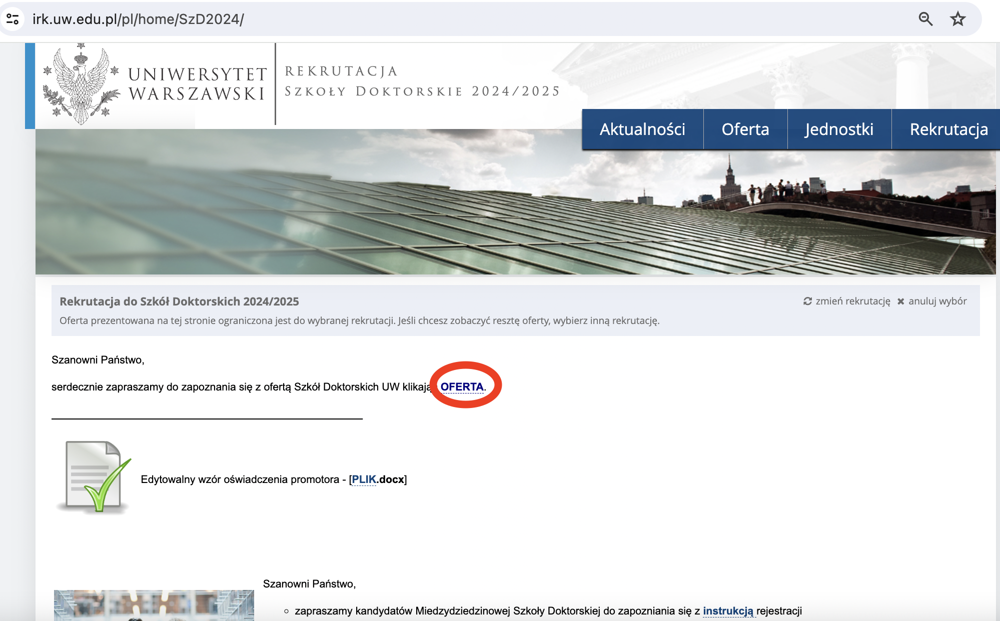 irk.uw.edu.pl/pl/home/SzD2024/
UNIWERSYTET
WARSZAWSKI
REKRUTACJA
SZKOŁY DOKTORSKIE 2024/2025
Aktualności
Oferta
Jednostki
Rekrutacja
Rekrutacja do Szkół Doktorskich 2024/2025
zmień rekrutację
anuluj wybór
Oferta prezentowana na tej stronie ograniczona jest do wybranej rekrutacji. Jeśli chcesz zobaczyć resztę oferty, wybierz inną rekrutację.
Szanowni Państwo,
serdecznie zapraszamy do zapoznania się z ofertą Szkół Doktorskich UW klikając OFERTA.
Edytowalny wzór oświadczenia promotora - [PLIK.docx]
Szanowni Państwo,
zapraszamy kandydatów Miedzydziedzinowej Szkoły Doktorskiej do zapozniania się z instrukcją rejestracji